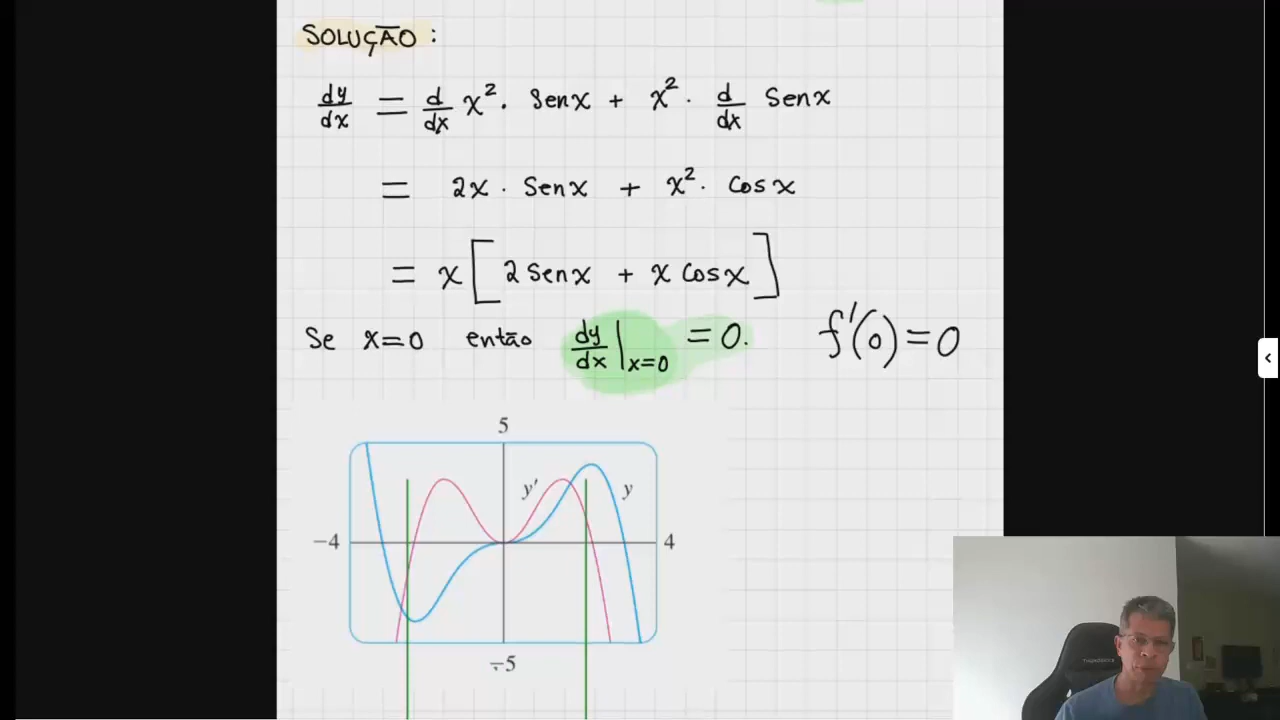 SOLUÇÃO :
dy/dx = d/dx x². Senx + x². d/dx Senx
= 2x . Senx + x². Cosx
= x [2 Senx + x Cosx]
Se x=0 então dy/dx |x=0 = 0. f'(0)=0
5
y' y
−4 4
−5